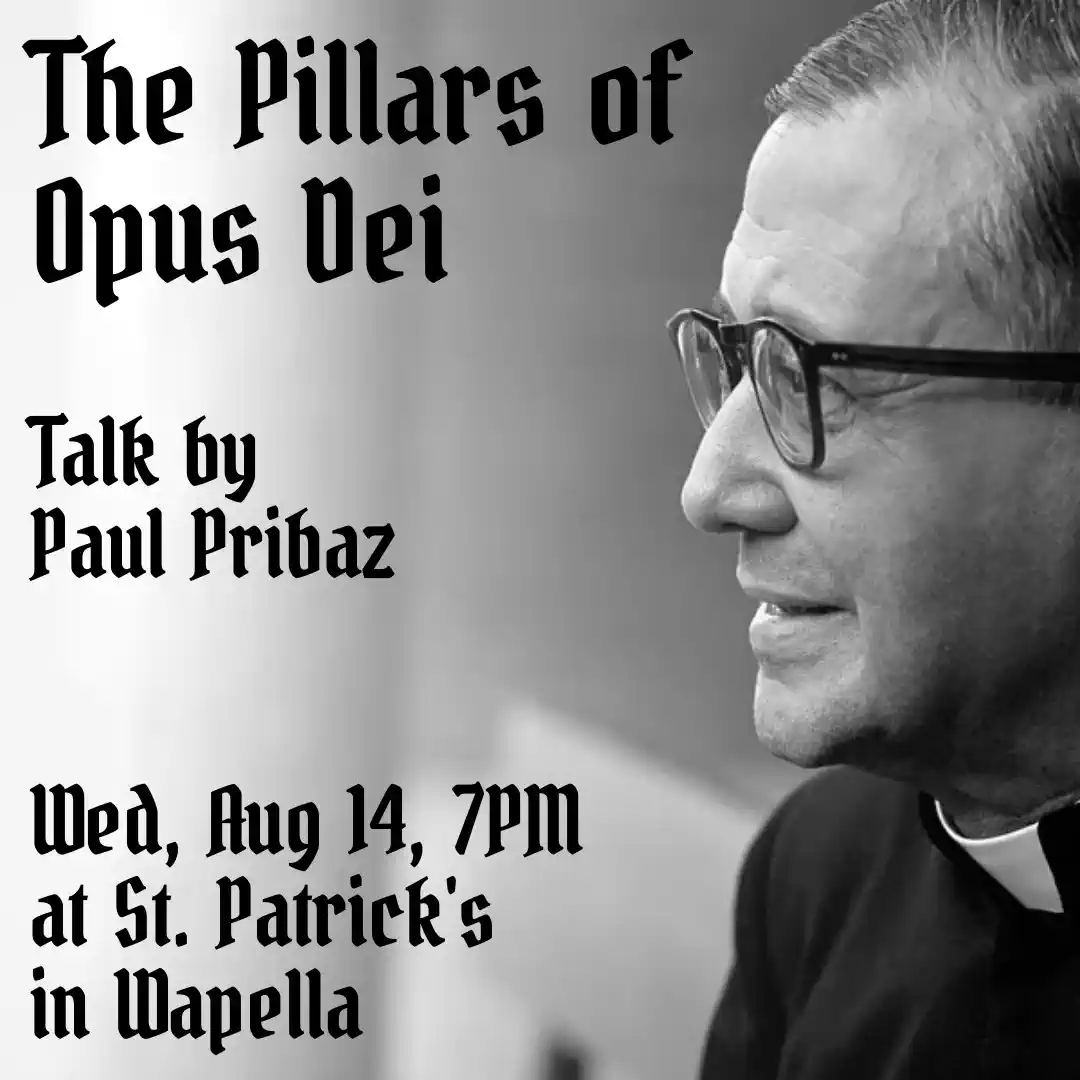 The Pillars of
Opus Dei
Talk by
Paul Pribaz
Wed, Aug 14, 7PM
at St. Patrick's
in Wapella